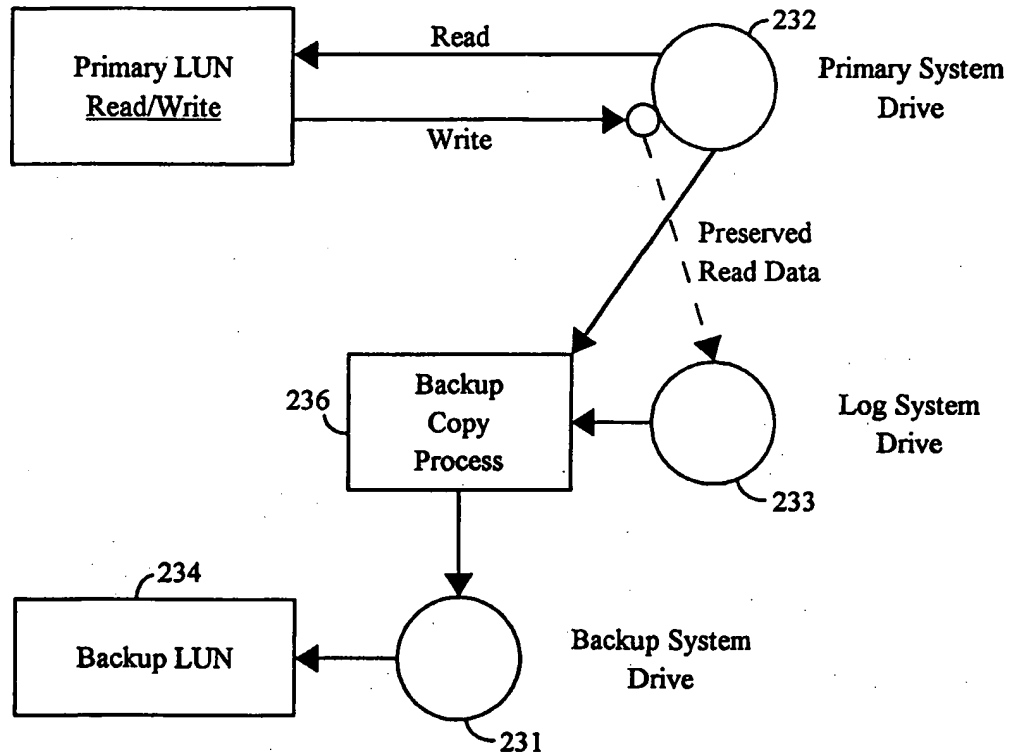 232
Read
Primary LUN
Read/Write
Primary System
Drive
Write
Preserved
Read Data
Backup
Copy
Process
236
Log System
Drive
233
234
Backup LUN
Backup System
Drive
231